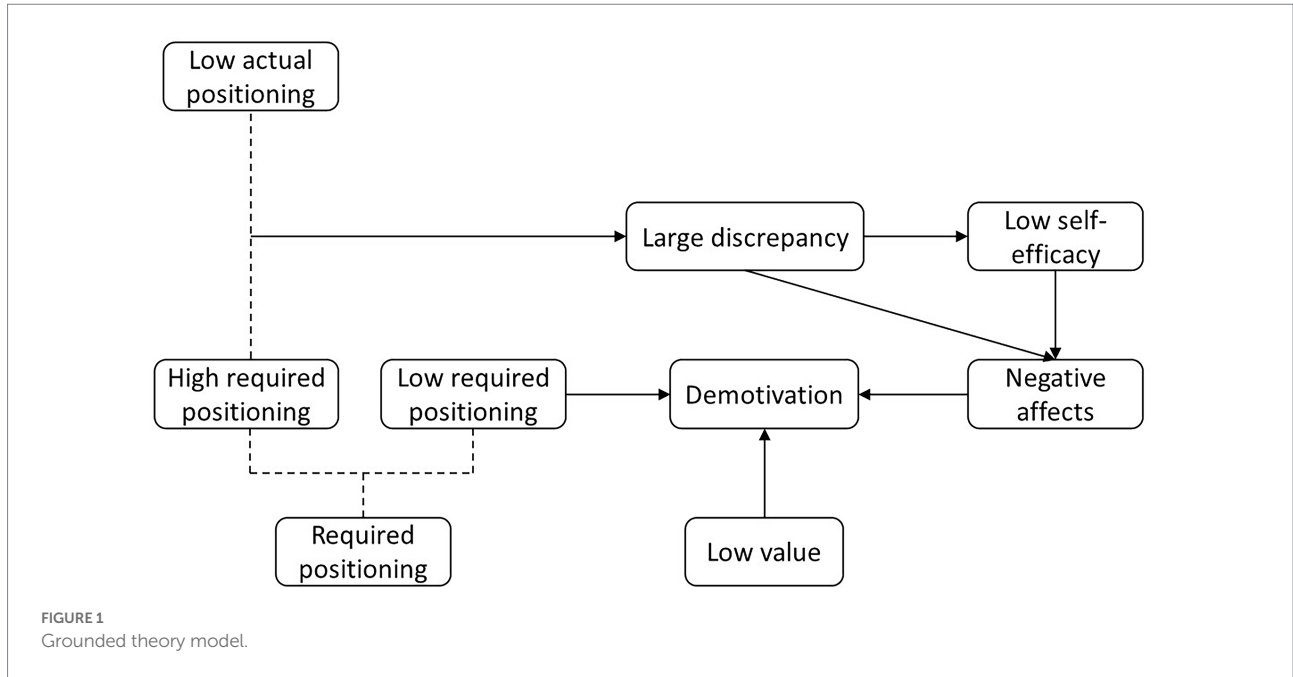 Low actual
positioning
Large discrepancy
Low self-
efficacy
High required
positioning
Low required
positioning
Demotivation
Negative
affects
Required
positioning
Low value
FIGURE 1
Grounded theory model.